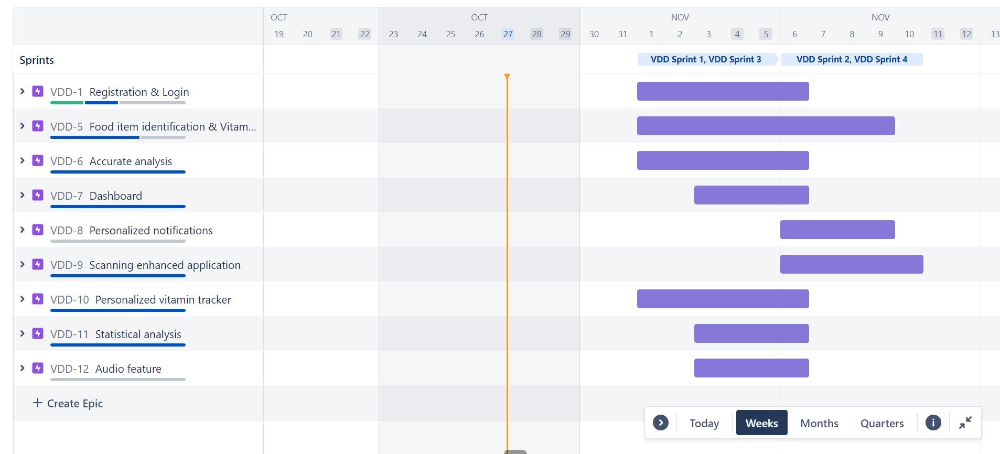 OCT OCT NOV NOV
19 20 21 22 23 24 25 26 27 28 29 30 31 1 2 3 4 5 6 7 8 9 10 11 12 13
Sprints
VDD Sprint 1, VDD Sprint 3
VDD Sprint 2, VDD Sprint 4
VDD-1 Registration & Login
VDD-5 Food item identification & Vitam...
VDD-6 Accurate analysis
VDD-7 Dashboard
VDD-8 Personalized notifications
VDD-9 Scanning enhanced application
VDD-10 Personalized vitamin tracker
VDD-11 Statistical analysis
VDD-12 Audio feature
+ Create Epic
Today Weeks Months Quarters